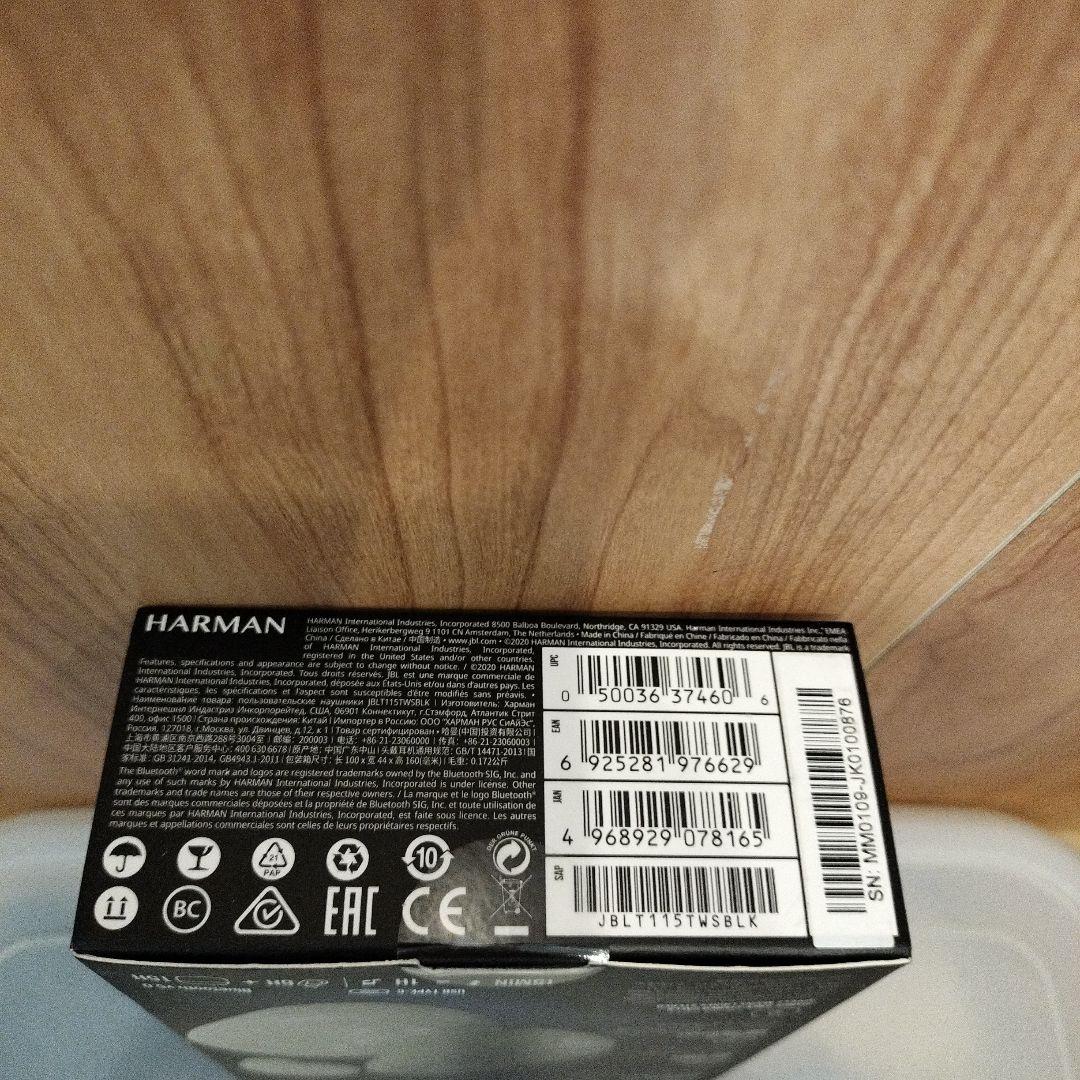 HARMAN
HARMAN International Industries, Incorporated 8500 Balboa Boulevard, Northridge, CA 91329 USA. Harman International Industries Inc., EMEA
Liaison Office, Herikerbergweg 9 1101 CN Amsterdam, The Netherlands • Made in China / Fabriqué en China / Fabricado en China / Fabbricato nella
China / Сделано в Китае / 中国制造 • www.jbl.com • ©2020 HARMAN International Industries, Incorporated. All rights reserved. JBL is a trademark
of HARMAN International Industries, Incorporated,
registered in the United States and/or other countries.
Features, specifications and appearance are subject to change without notice. / ©2020 HARMAN
International Industries, Incorporated. Tous droits réservés. JBL est une marque commerciale de
HARMAN International Industries, Incorporated, déposée aux États-Unis et/ou dans d'autres pays. Les
caractéristiques, les spécifications et l'aspect sont susceptibles d'être modifiés sans préavis. •
Наименование товара: пользовательские наушники JBLT115TWSBLK | Изготовитель: Харман
Интернешнл Индастриз Инкорпорейтед, США, 06901 Коннектикут, г.Стамфорд, Атлантик Стрит
400, офис 1500 | Страна происхождения: Китай | Импортер в Россию: ООО "ХАРМАН РУС СиАйЭс",
Россия, 127018, г.Москва, ул. Двинцев, д.12, к 1 | Товар сертифицирован • 哈曼(中国)投资有限公司 |
上海市黄浦区南京西路288号3004室 | 邮编: 200003 | 电话: +86-21-23060000 | 传真: +86-21-23060003 |
中国大陆地区客户服务: 400 630 6678 | 原产地: 中国广东中山 | 头戴耳机通用规范: GB/T 14471-2013 | 国
家标准: GB 31241-2014, GB4943.1-2011 | 包装箱尺寸: 长 100 x 宽 44 x 高 160(毫米) | 毛重: 0.172公斤
The Bluetooth® word mark and logos are registered trademarks owned by the Bluetooth SIG, Inc. and
any use of such marks by HARMAN International Industries, Incorporated is under license. Other
trademarks and trade names are those of their respective owners. / La marque et le logo Bluetooth®
sont des marques commerciales déposées et la propriété de Bluetooth SIG, Inc. et toute utilisation de
ces marques par HARMAN International Industries, Incorporated, est faite sous licence. Les autres
marques et appellations commerciales sont celles de leurs propriétaires respectifs.
21
PAP
10
DER GRÜNE PUNKT
BC
EAC
CE
UPC
0 50036 37460 6
EAN
6 925281 976629
JAN
4 968929 078165
SAP
JBLT115TWSBLK
SN: MM0109-JK0100876
Bluetooth® 5.0
6H + 15H
15MIN = 1H
USB TYPE-C